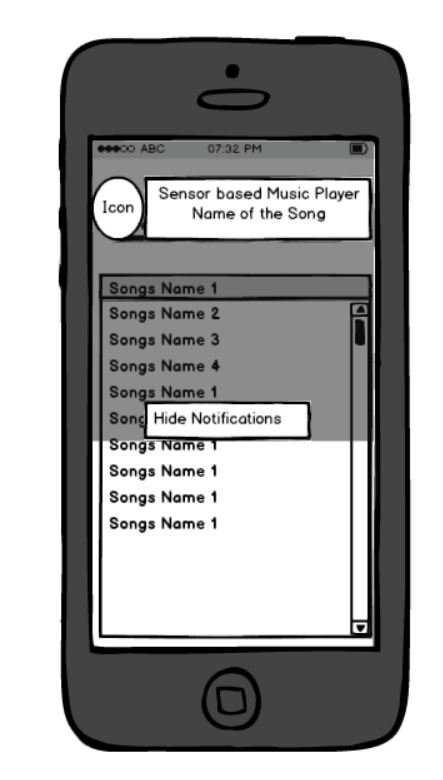 ABC 07:32 PM
Icon
Sensor based Music Player
Name of the Song
Songs Name 1
Songs Name 2
Songs Name 3
Songs Name 4
Songs Name 1
Song
Hide Notifications
Songs Name 1
Songs Name 1
Songs Name 1
Songs Name 1